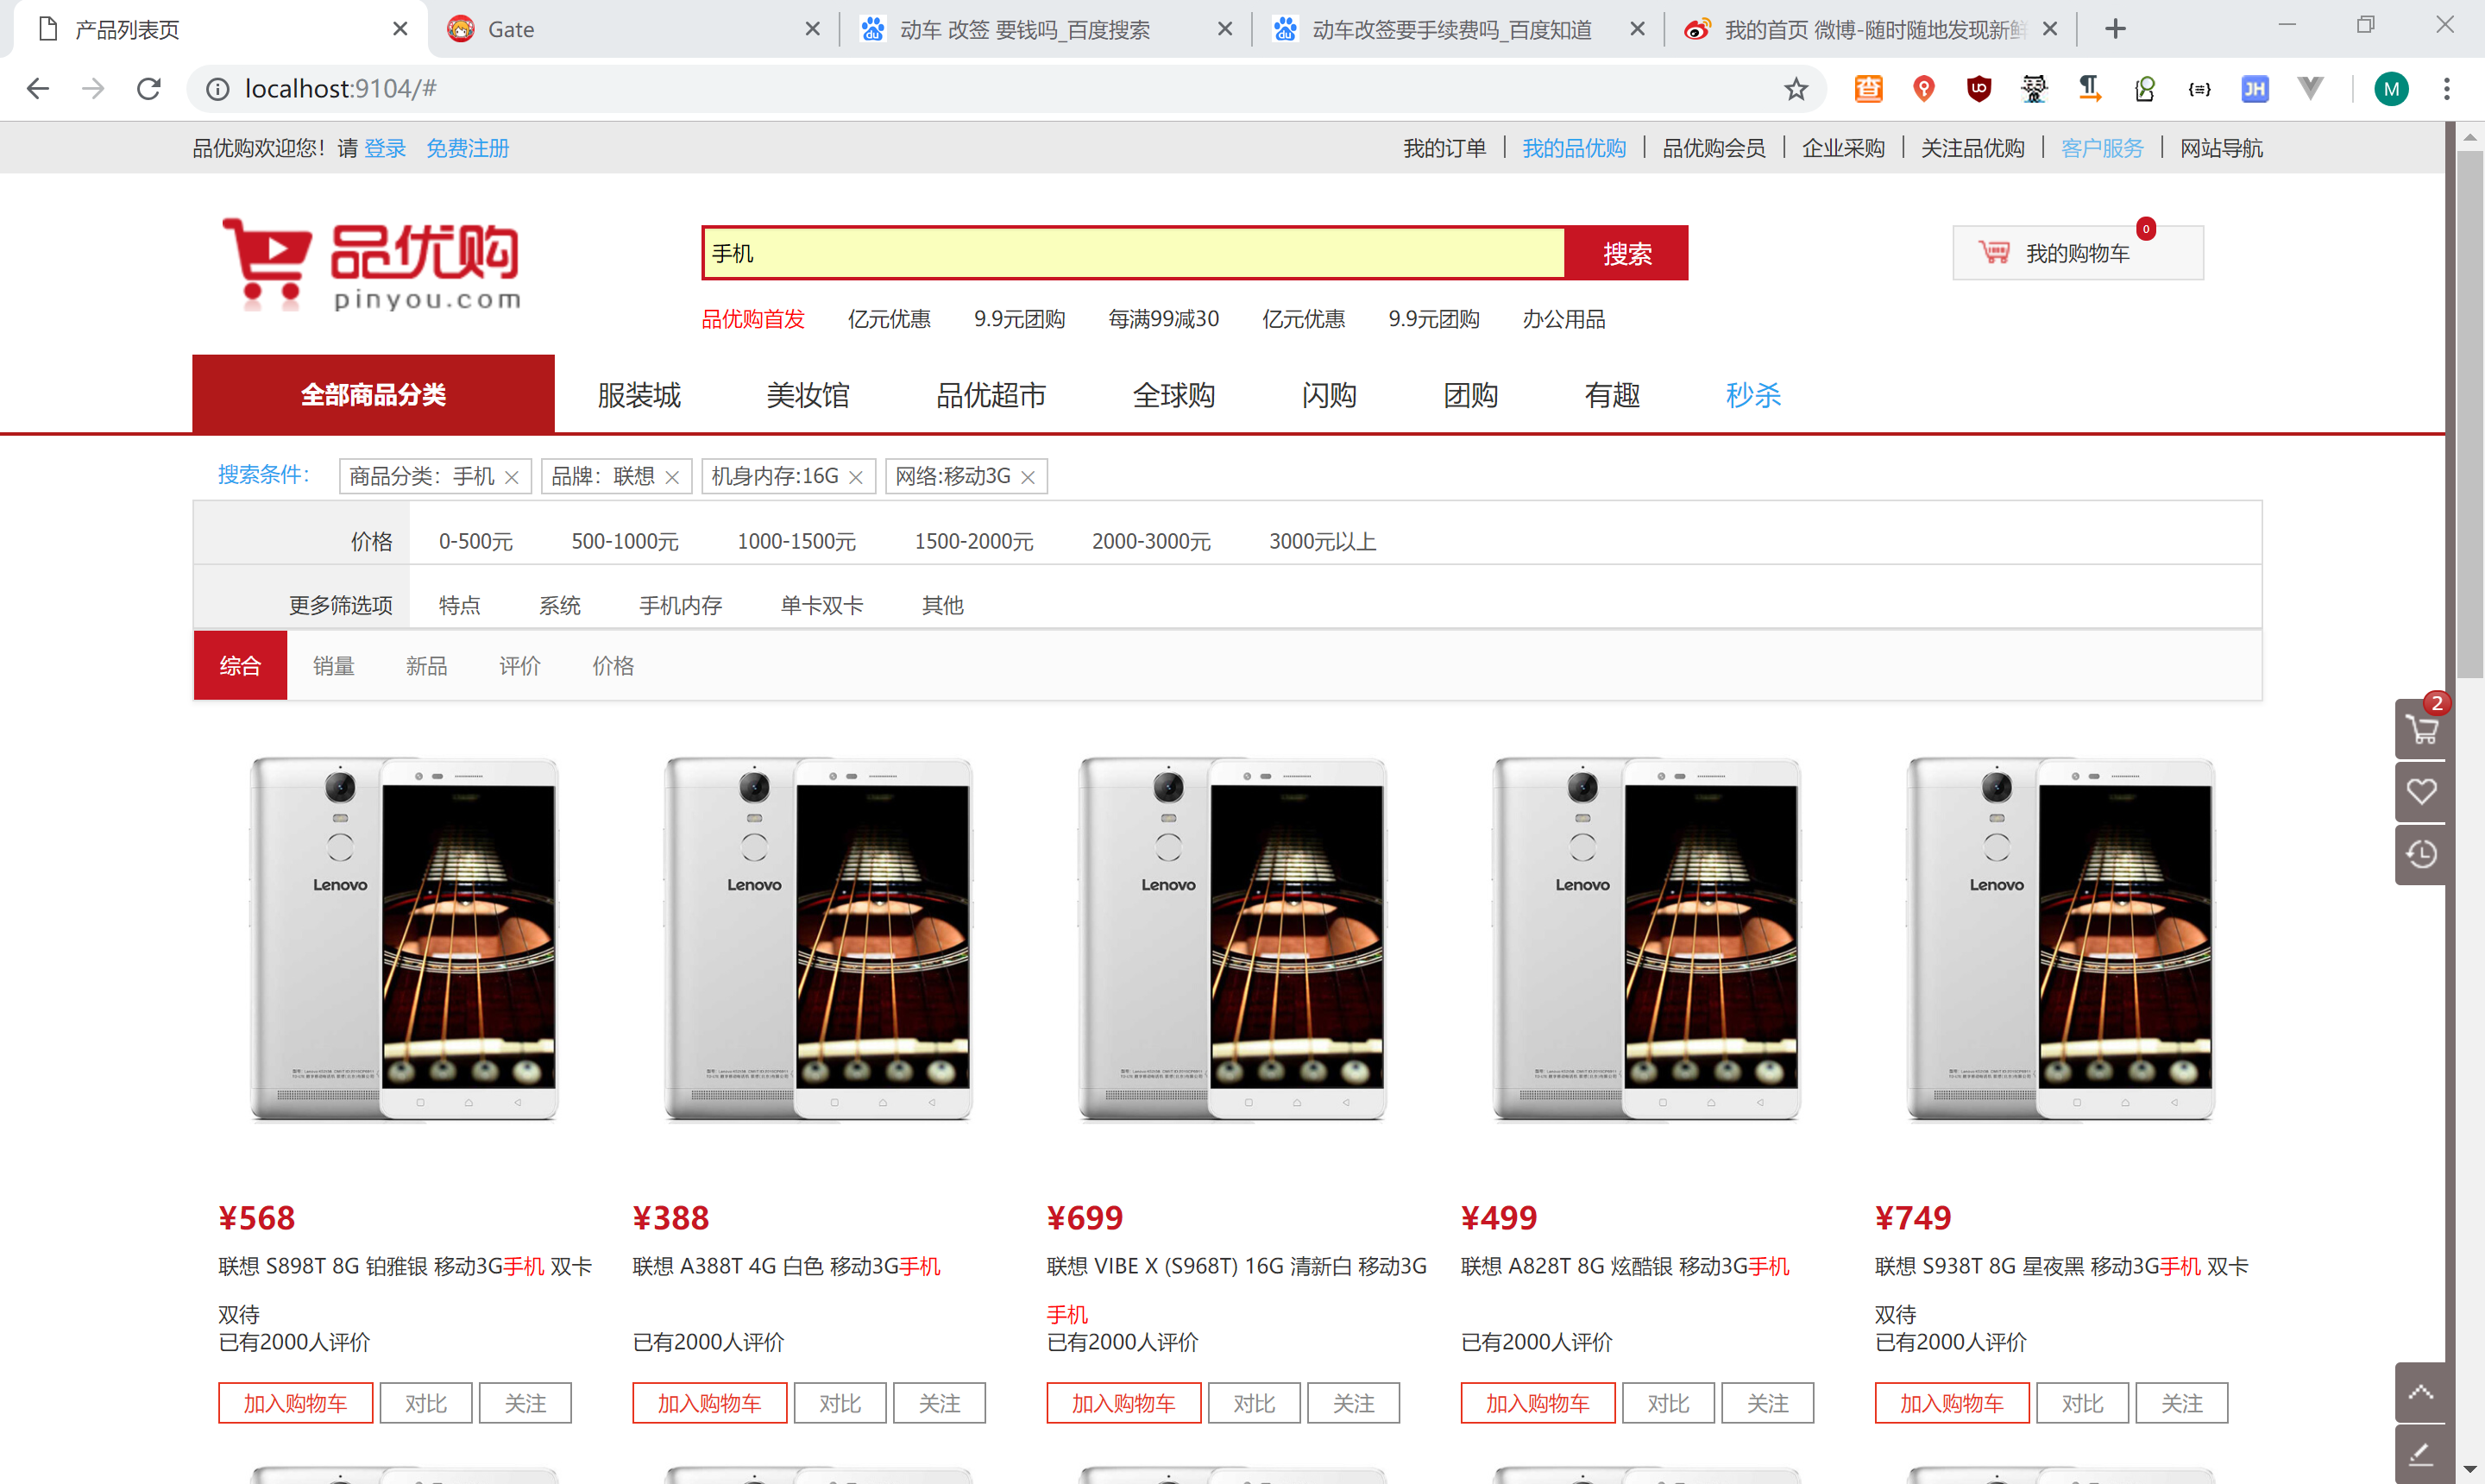 产品列表页
Gate
动车 改签 要钱吗_百度搜索
动车改签要手续费吗_百度知道
我的首页 微博-随时随地发现新鲜
localhost:9104/#
M
品优购欢迎您！请 登录 免费注册
我的订单 我的品优购 品优购会员 企业采购 关注品优购 客户服务 网站导航
品优购
pinyou.com
手机
搜索
0
我的购物车
品优购首发 亿元优惠 9.9元团购 每满99减30 亿元优惠 9.9元团购 办公用品
全部商品分类 服装城 美妆馆 品优超市 全球购 闪购 团购 有趣 秒杀
搜索条件： 商品分类：手机 品牌：联想 机身内存:16G 网络:移动3G
价格 0-500元 500-1000元 1000-1500元 1500-2000元 2000-3000元 3000元以上
更多筛选项 特点 系统 手机内存 单卡双卡 其他
综合 销量 新品 评价 价格
2
Lenovo Lenovo Lenovo Lenovo Lenovo
¥568
联想 S898T 8G 铂雅银 移动3G手机 双卡
双待
已有2000人评价
加入购物车 对比 关注
¥388
联想 A388T 4G 白色 移动3G手机
已有2000人评价
加入购物车 对比 关注
¥699
联想 VIBE X (S968T) 16G 清新白 移动3G
手机
已有2000人评价
加入购物车 对比 关注
¥499
联想 A828T 8G 炫酷银 移动3G手机
已有2000人评价
加入购物车 对比 关注
¥749
联想 S938T 8G 星夜黑 移动3G手机 双卡
双待
已有2000人评价
加入购物车 对比 关注